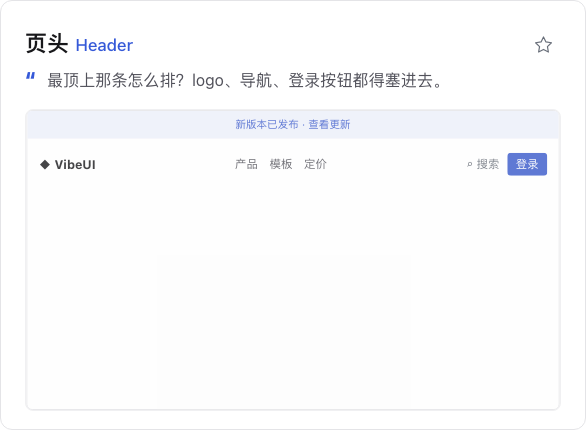 页头 Header
“ 最顶上那条怎么排？logo、导航、登录按钮都得塞进去。
新版本已发布 · 查看更新
◆ VibeUI 产品 模板 定价 ⌕ 搜索 登录